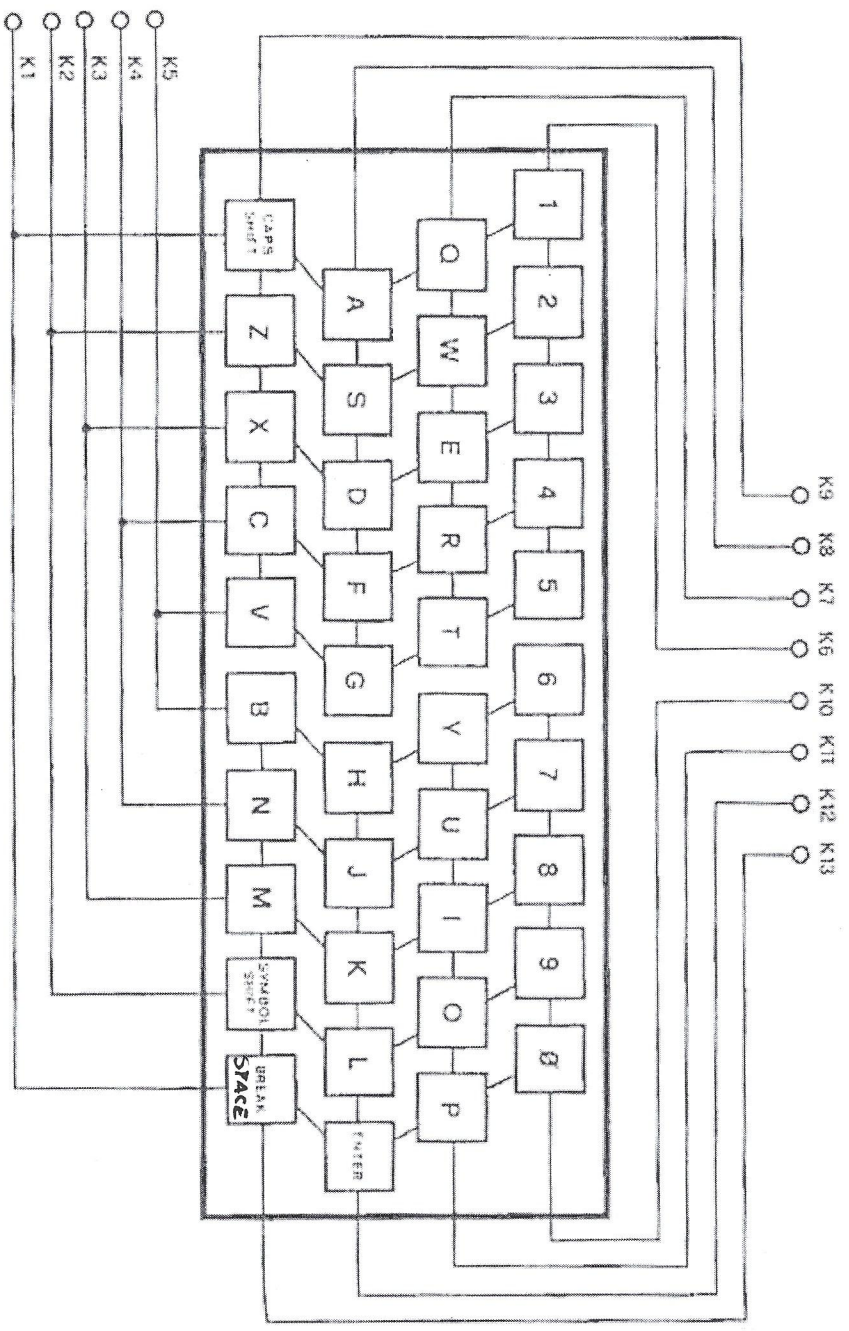 K9 K8 K7 K6 K10 K11 K12 K13
1 2 3 4 5 6 7 8 9 Ø
Q W E R T Y U I O P
A S D F G H J K L ENTER
CAPS SHIFT Z X C V B N M SYMBOL SHIFT BREAK SPACE
K5
K4
K3
K2
K1